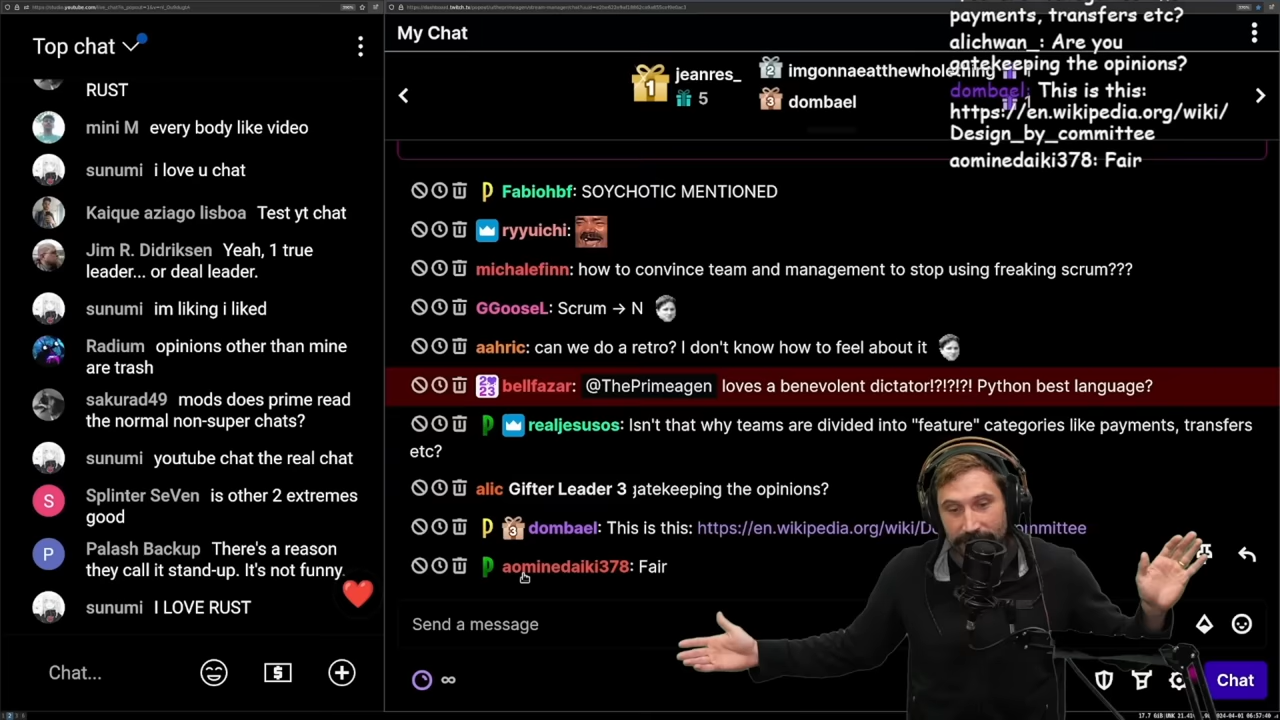 Top chat
RUST
mini M every body like video
sunumi i love u chat
Kaique aziago lisboa Test yt chat
Jim R. Didriksen Yeah, 1 true
leader... or deal leader.
sunumi im liking i liked
Radium opinions other than mine
are trash
sakurad49 mods does prime read
the normal non-super chats?
sunumi youtube chat the real chat
Splinter SeVen is other 2 extremes
good
Palash Backup There's a reason
they call it stand-up. It's not funny.
sunumi I LOVE RUST
Chat...
My Chat
1 jeanres_
5
2 imgonnaeatthewholething
3 dombael
Fabiohbf: SOYCHOTIC MENTIONED
ryyuichi:
michalefinn: how to convince team and management to stop using freaking scrum???
GGooseL: Scrum → N
aahric: can we do a retro? I don't know how to feel about it
bellfazar: @ThePrimeagen loves a benevolent dictator!?!?!?! Python best language?
realjesusos: Isn't that why teams are divided into "feature" categories like payments, transfers
etc?
alic Gifter Leader 3 gatekeeping the opinions?
3 dombael: This is this: https://en.wikipedia.org/wiki/D mmittee
aominedaiki378: Fair
Send a message
∞
Chat
payments, transfers etc?
alichwan_: Are you
gatekeeping the opinions?
dombael: This is this:
https://en.wikipedia.org/wiki/
Design_by_committee
aominedaiki378: Fair